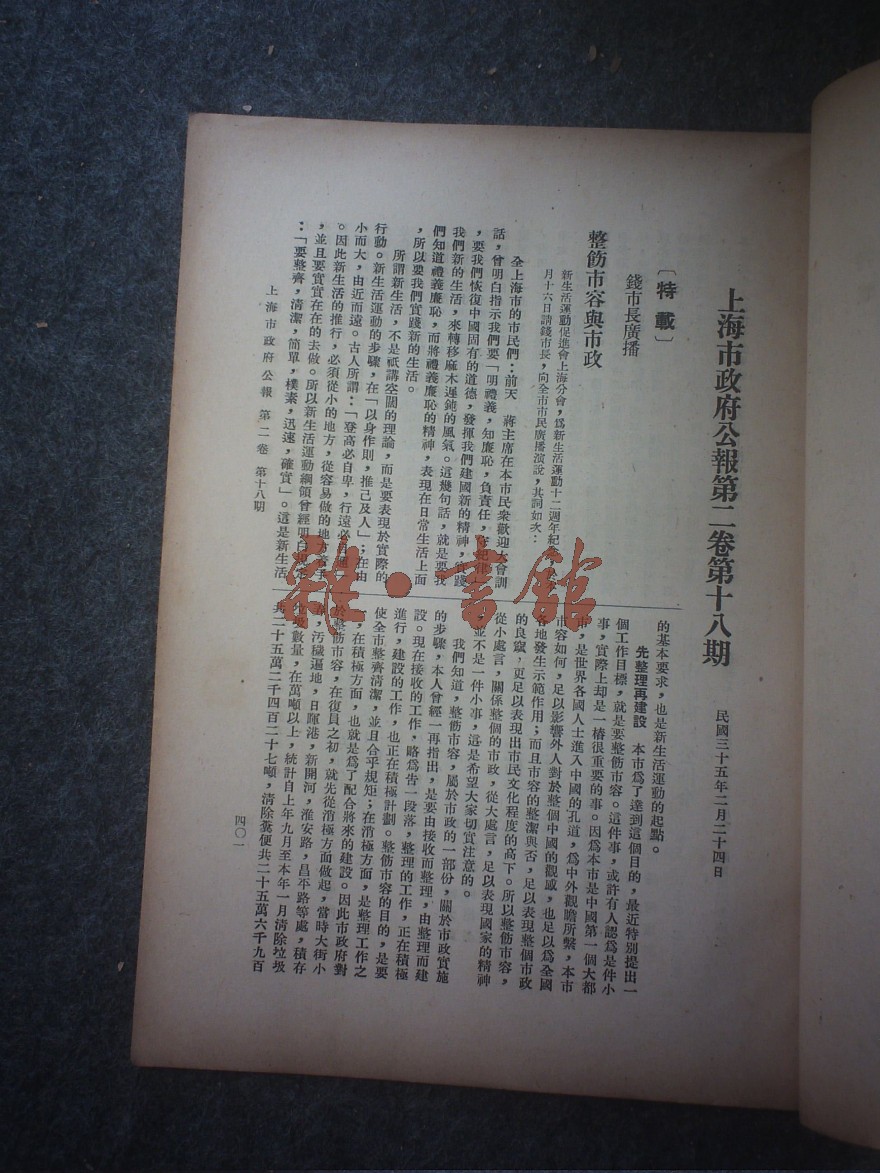 上海市政府公報第二卷第十八期
民國三十五年二月二十四日
〔特載〕
錢市長廣播
整飭市容與市政
新生活運動促進會上海分會，爲新生活運動十二週年紀念
月十六日請錢市長，向全市市民廣播演說，其詞如次：
全上海市的市民們：前天　蔣主席在本市民衆歡迎大會訓
話，曾明白指示我們要「明禮義，知廉恥，負責任，守紀律」
，要我們恢復中國固有的道德，發揮我們建國新的精神，實踐
我們新的生活，來轉移麻木遲鈍的風氣。這幾句話，就是要我
們知道禮義廉恥，而將禮義廉恥的精神，表現在日常生活上面
，所以要我們實踐新的生活。
所謂新生活，不是祇講空闊的理論，而是要表現於實際的
行動。新生活運動的步驟，在「以身作則，推己及人」；在由
小而大，由近而遠。古人所謂：「登高必自卑，行遠必自邇」
。因此新生活的推行，必須從小的地方，從容易做的地方着手
，並且要實實在在的去做。所以新生活運動綱領曾經明白規定
：「要整齊，清潔，簡單，樸素，迅速，確實」。這是新生活
的基本要求，也是新生活運動的起點。
先整理再建設　本市爲了達到這個目的，最近特別提出一
個工作目標，就是要整飭市容。這件事，或許有人認爲是件小
事，實際上却是一樁很重要的事。因爲本市是中國第一個大都
市，是世界各國人士進入中國的孔道，爲中外觀瞻所繫，本市
市容如何，足以影響外人對於整個中國的觀感，也足以爲全國
各地發生示範作用；而且市容的整潔與否，足以表現整個市政
的良窳，更足以表現出市民文化程度的高下。所以整飭市容，
從小處言，關係整個的市政，從大處言，足以表現國家的精神
，並不是一件小事，這是希望大家切實注意的。
我們知道，整飭市容，屬於市政的一部份，關於市政實施
的步驟，本人曾經一再指出，是要由接收而整理，由整理而建
設。現在接收的工作，略爲告一段落，整理的工作，正在積極
進行，建設的工作，也正在積極計劃。整飭市容的目的，是要
使全市整齊清潔，並且合乎規矩；在消極方面，是整理工作之
一，在積極方面，也就是爲了配合將來的建設。因此市政府對
於整飭市容，在復員之初，就先從消極方面做起，當時大街小
巷，汚穢遍地，日暉港，新開河，淮安路，昌平路等處，積存
垃圾數量，在萬噸以上，統計自上年九月至本年一月清除垃圾
共二十五萬二千四百二十七噸，清除糞便共二十五萬六千九百
上海市政府公報　第二卷　第十八期
四〇一
雜·書館